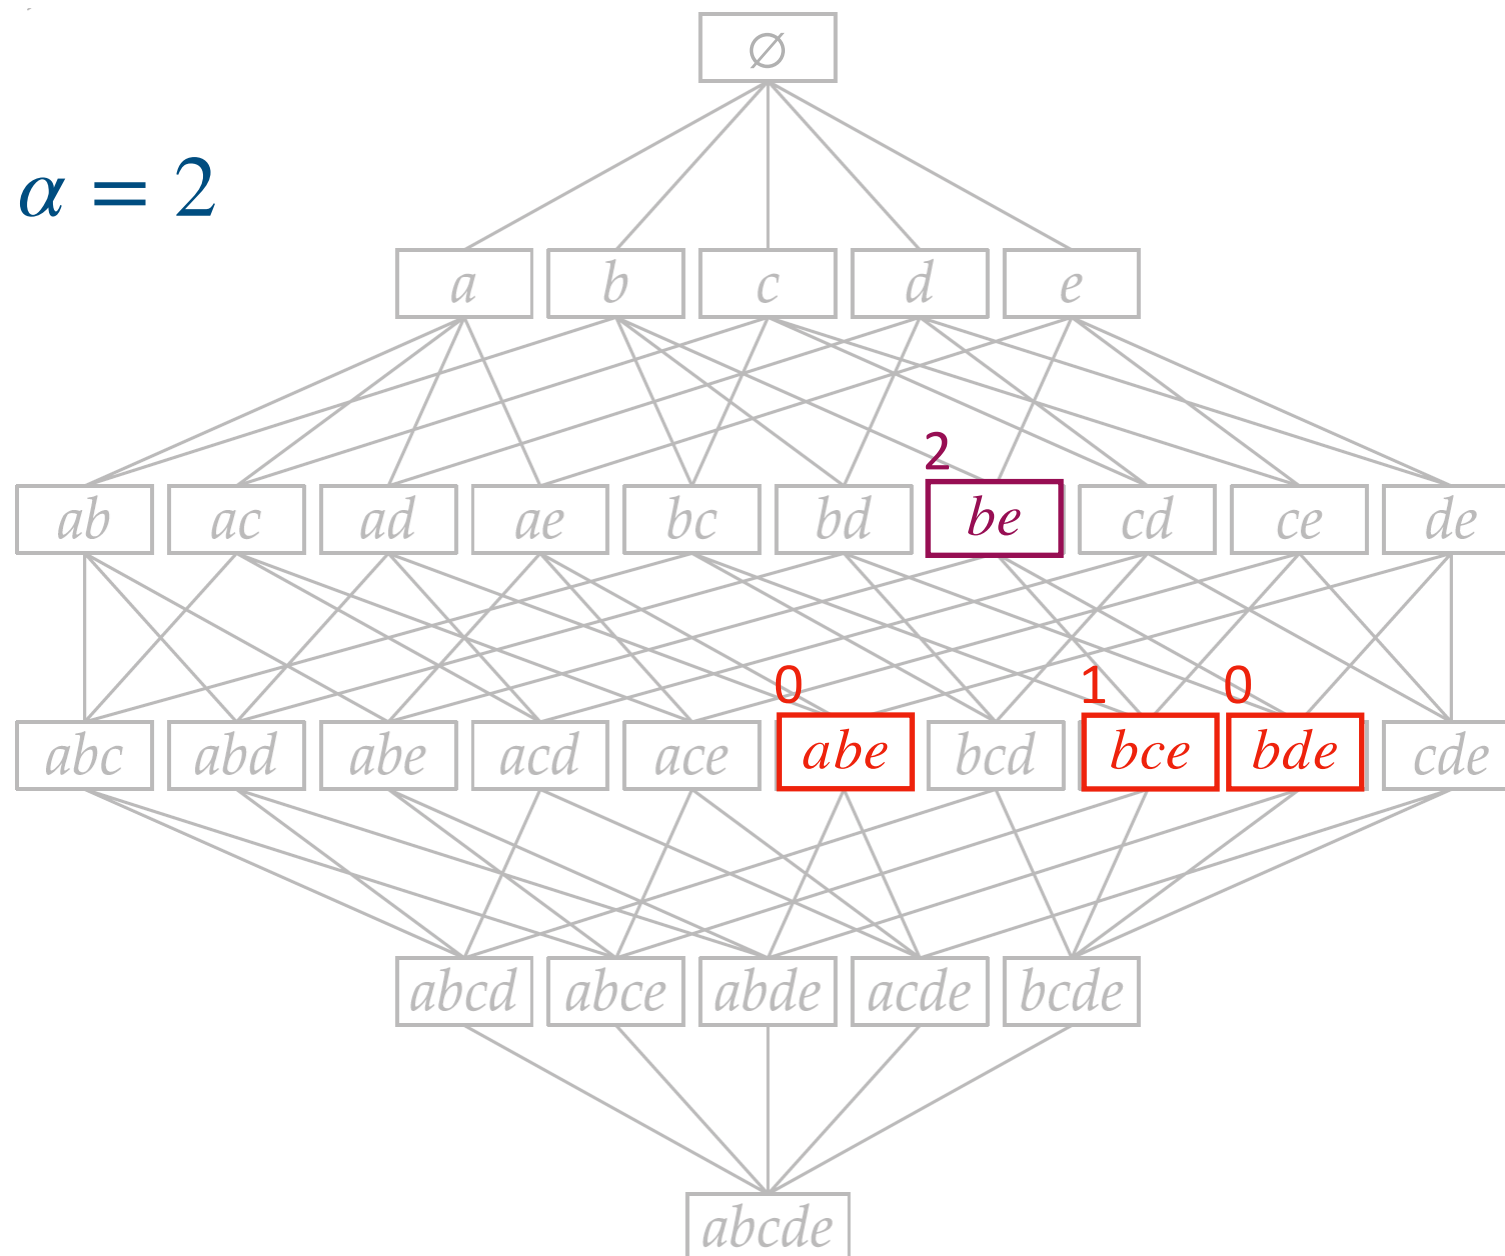 ∅
α = 2
a b c d e
2
ab ac ad ae bc bd be cd ce de
0 1 0
abc abd abe acd ace abe bcd bce bde cde
abcd abce abde acde bcde
abcde